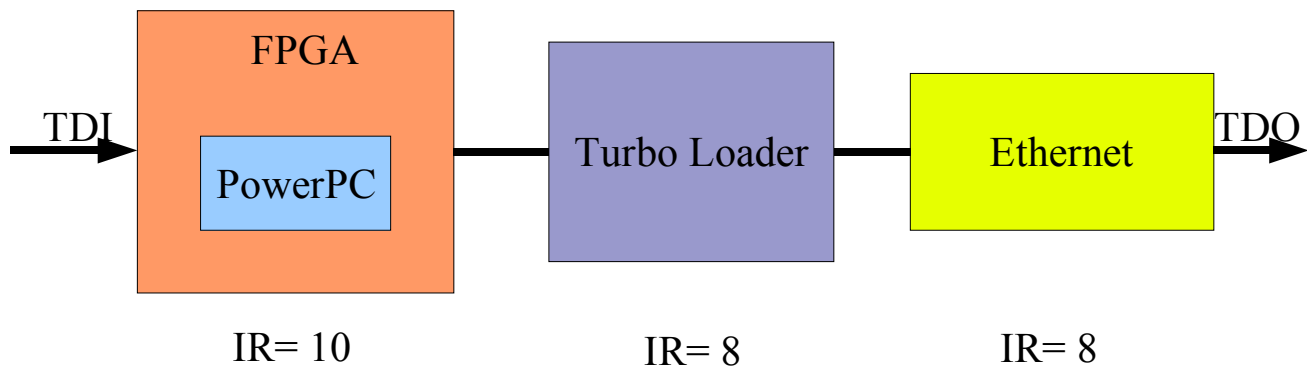 FPGA
TDI
PowerPC
Turbo Loader
Ethernet
TDO
IR= 10
IR= 8
IR= 8